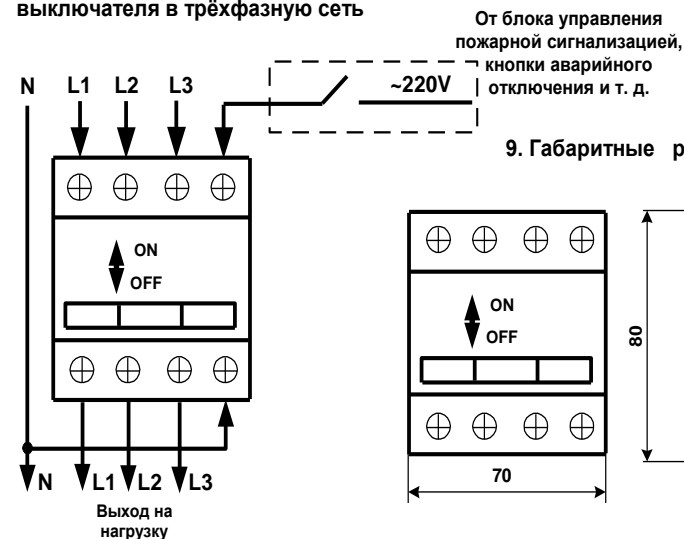 выключателя в трёхфазную сеть
От блока управления
пожарной сигнализацией,
кнопки аварийного
отключения и т. д.
N L1 L2 L3
~220V
9. Габаритные р
ON
OFF
ON
OFF
80
70
N L1 L2 L3
Выход на
нагрузку